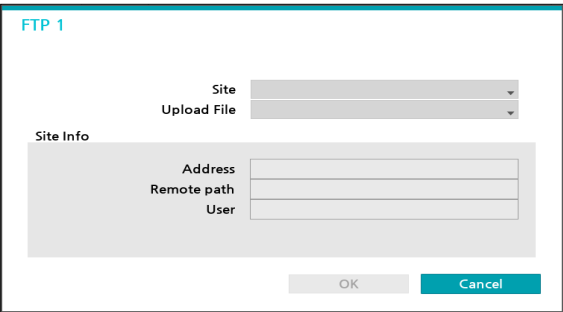 FTP 1
Site
Upload File
Site Info
Address
Remote path
User
OK
Cancel